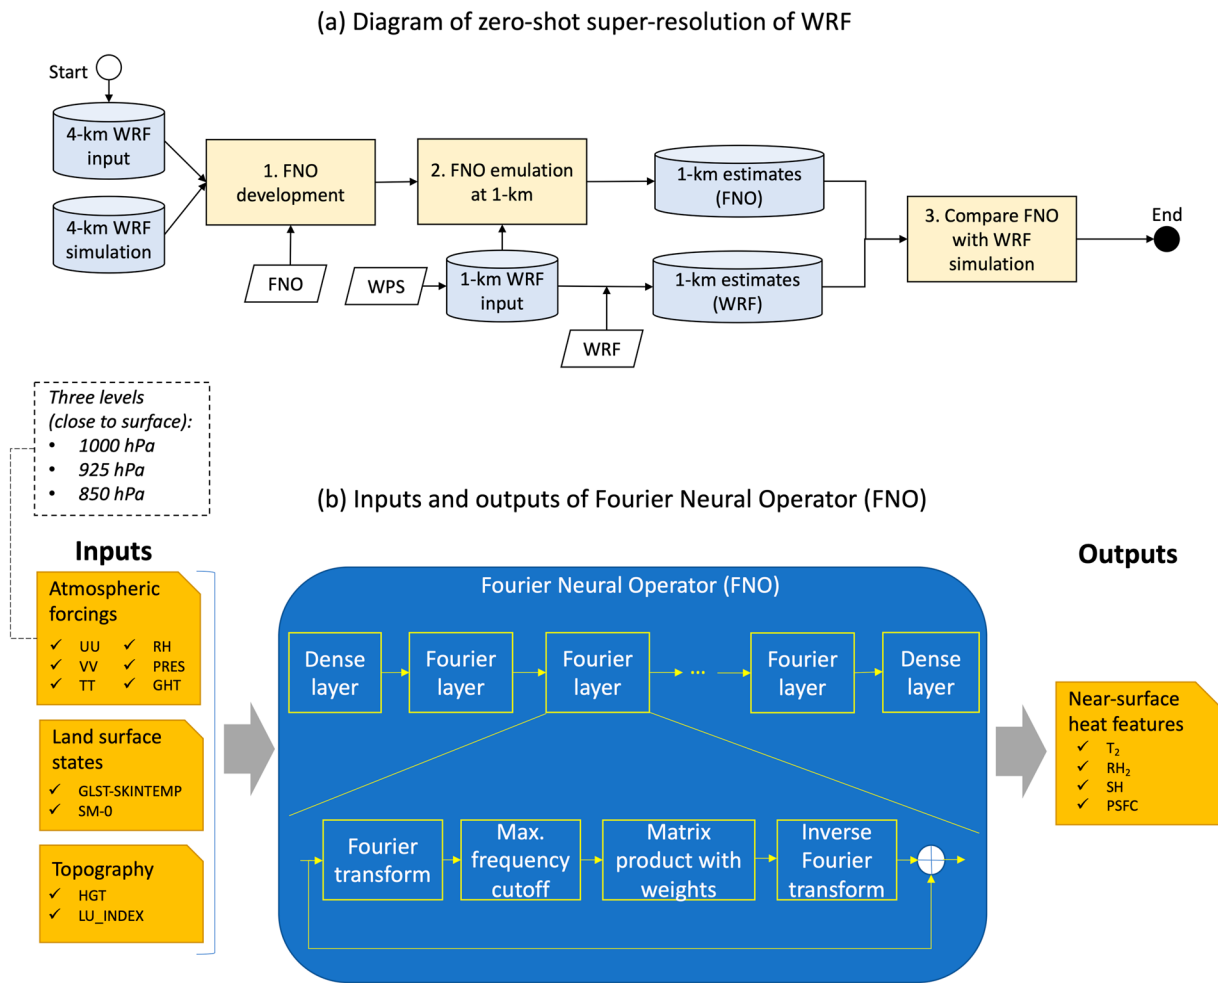 (a) Diagram of zero-shot super-resolution of WRF
Start
4-km WRF
input
4-km WRF
simulation
1. FNO
development
FNO
2. FNO emulation
at 1-km
WPS
1-km WRF
input
WRF
1-km estimates
(FNO)
1-km estimates
(WRF)
3. Compare FNO
with WRF
simulation
End
Three levels
(close to surface):
• 1000 hPa
• 925 hPa
• 850 hPa
(b) Inputs and outputs of Fourier Neural Operator (FNO)
Inputs
Atmospheric
forcings
✓ UU ✓ RH
✓ VV ✓ PRES
✓ TT ✓ GHT
Land surface
states
✓ GLST-SKINTEMP
✓ SM-0
Topography
✓ HGT
✓ LU_INDEX
Fourier Neural Operator (FNO)
Dense
layer
Fourier
layer
Fourier
layer
...
Fourier
layer
Dense
layer
Fourier
transform
Max.
frequency
cutoff
Matrix
product with
weights
Inverse
Fourier
transform
Outputs
Near-surface
heat features
✓ T₂
✓ RH₂
✓ SH
✓ PSFC